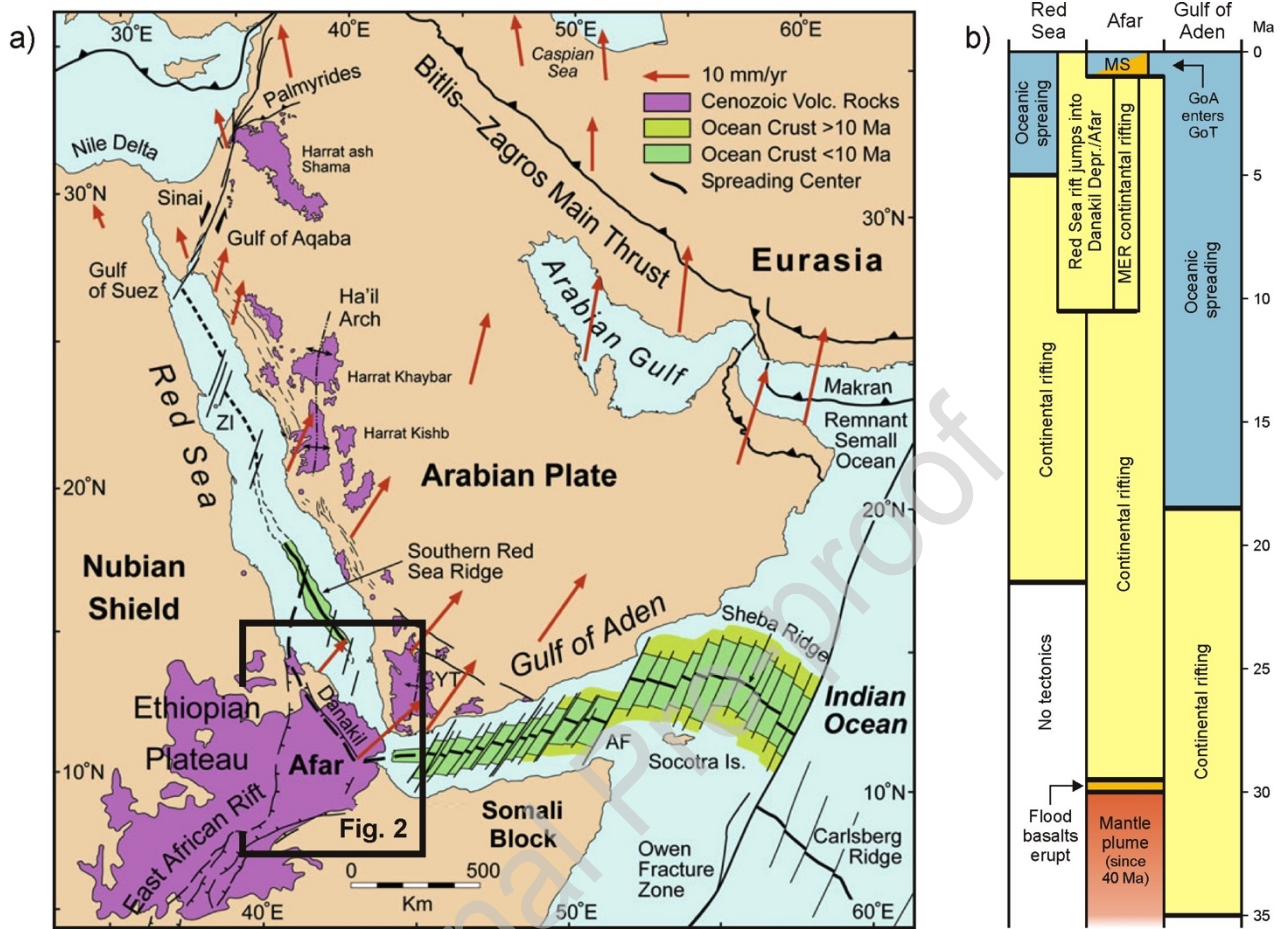 a)
30°E
40°E
50°E
60°E
Caspian
Sea
10 mm/yr
Cenozoic Volc. Rocks
Ocean Crust >10 Ma
Ocean Crust <10 Ma
Spreading Center
Palmyrides
Bitlis—Zagros Main Thrust
Nile Delta
Harrat ash
Shama
30°N
Sinai
30°N
Gulf of Aqaba
Gulf
of Suez
Eurasia
Ha'il
Arch
Arabian Gulf
Red Sea
Harrat Khaybar
Makran
ZI
Harrat Kishb
Remnant
Semall
Ocean
Arabian Plate
20°N
20°N
Southern Red
Sea Ridge
Nubian
Shield
Gulf of Aden
Sheba Ridge
YT
Danakil
Indian
Ocean
Ethiopian
Plateau
Afar
AF
Socotra Is.
10°N
10°N
East African Rift
Fig. 2
Somali
Block
Owen
Fracture
Zone
Carlsberg
Ridge
0
500
Km
40°E
50°E
60°E
nal Pre-proof
b)
Red
Sea
Afar
Gulf of
Aden
Ma
0
MS
GoA
enters
GoT
Oceanic
spreaing
Red Sea rift jumps into
Danakil Depr./Afar
MER contintantal rifting
Oceanic
spreading
5
10
Continental rifting
Continental rifting
15
20
No tectonics
25
Continental rifting
30
Flood
basalts
erupt
Mantle
plume
(since
40 Ma)
35